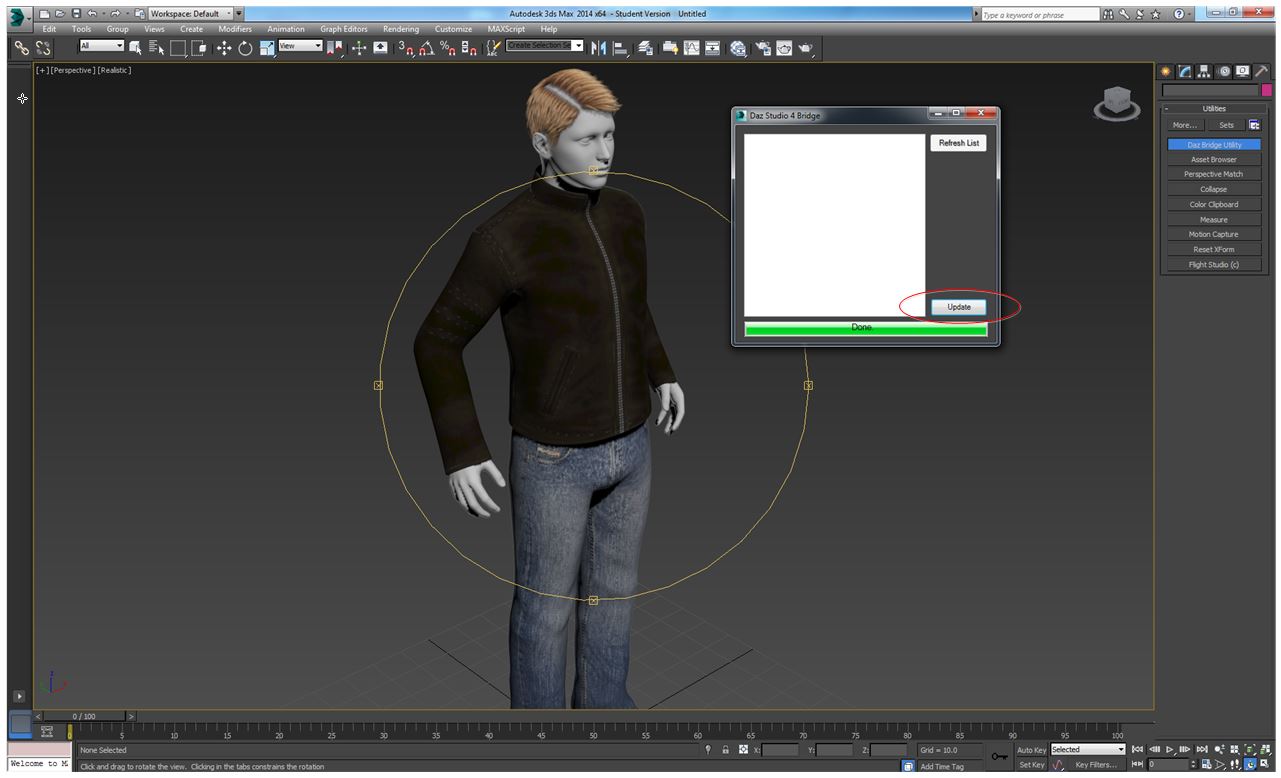 Workspace: Default
Autodesk 3ds Max 2014 x64 - Student Version Untitled
Type a keyword or phrase
Edit Tools Group Views Create Modifiers Animation Graph Editors Rendering Customize MAXScript Help
All View Create Selection Se
[+] [Perspective] [Realistic]
Daz Studio 4 Bridge
Refresh List
Update
Done.
Utilities
More... Sets
Daz Bridge Utility
Asset Browser
Perspective Match
Collapse
Color Clipboard
Measure
Motion Capture
Reset XForm
Flight Studio (c)
< 0 / 100 >
0 5 10 15 20 25 30 35 40 45 50 55 60 65 70 75 80 85 90 95 100
None Selected X: Y: Z: Grid = 10.0 Auto Key Selected
Welcome to M Click and drag to rotate the view. Clicking in the tabs constrains the rotation Add Time Tag Set Key Key Filters... 0